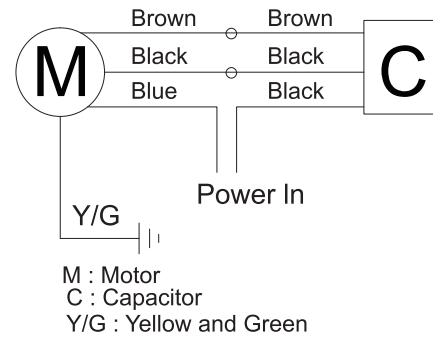 Brown Brown
Black Black
M C
Blue Black
Power In
Y/G
M : Motor
C : Capacitor
Y/G : Yellow and Green